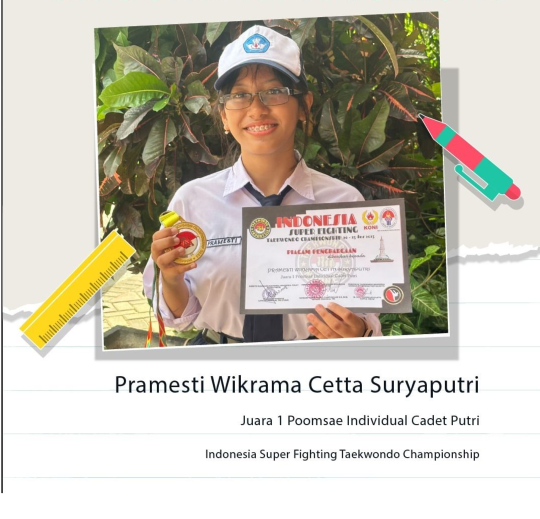 PRAMESTI
INDONESIA
SUPER FIGHTING
KONI
TAEKWONDO CHAMPIONSHIP
PIAGAM PENGHARGAAN
Pramesti Wikrama Cetta Suryaputri
Juara 1 Poomsae Individual Cadet Putri
Indonesia Super Fighting Taekwondo Championship